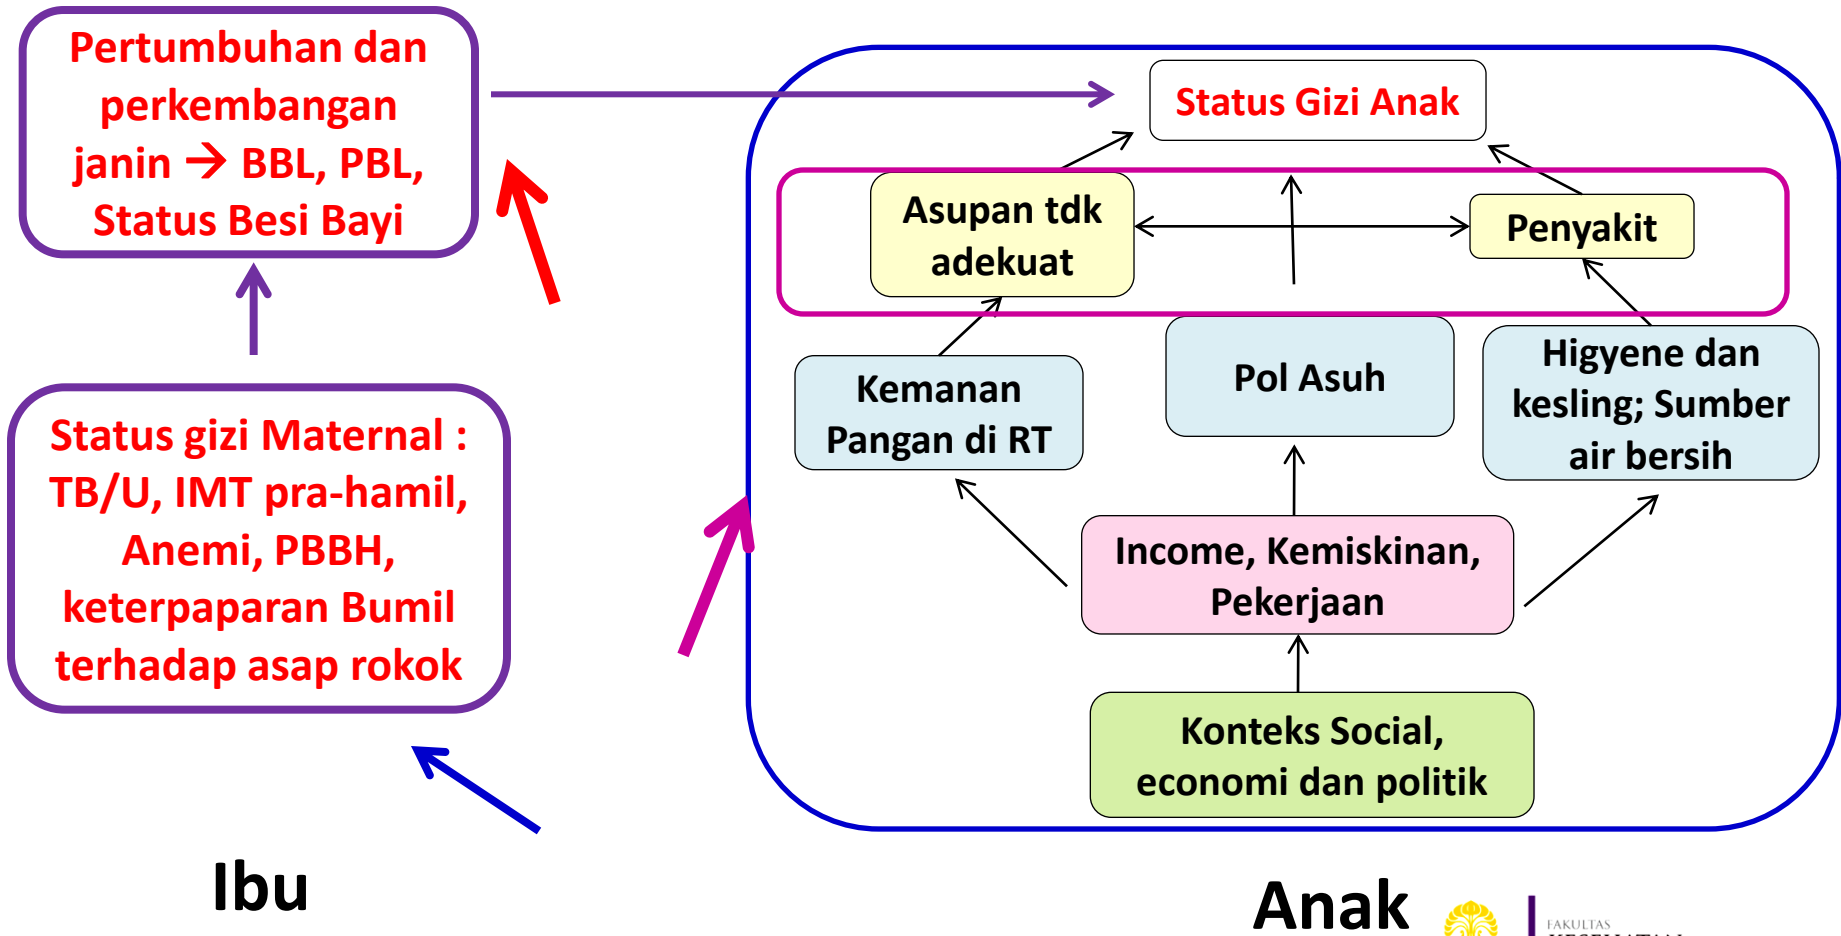 Pertumbuhan dan
perkembangan
janin → BBL, PBL,
Status Besi Bayi
Status gizi Maternal :
TB/U, IMT pra-hamil,
Anemi, PBBH,
keterpaparan Bumil
terhadap asap rokok
Ibu
Status Gizi Anak
Asupan tdk
adekuat
Penyakit
Kemanan
Pangan di RT
Pol Asuh
Higyene dan
kesling; Sumber
air bersih
Income, Kemiskinan,
Pekerjaan
Konteks Social,
economi dan politik
Anak
FAKULTAS
KESEHATAN